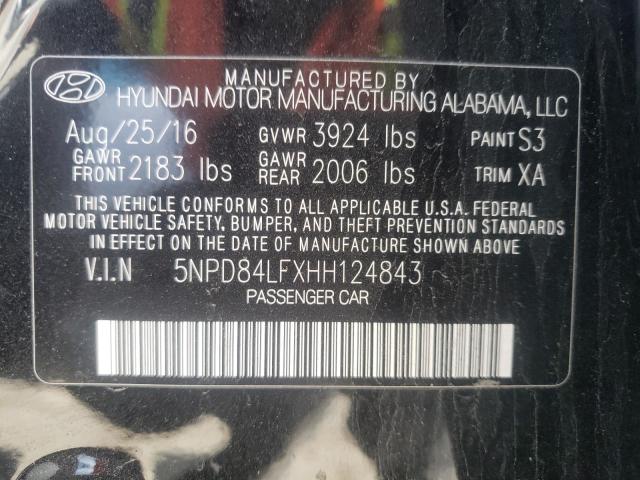 MANUFACTURED BY
HYUNDAI MOTOR MANUFACTURING ALABAMA, LLC
Aug/25/16 GVWR 3924 lbs PAINT S3
GAWR FRONT 2183 lbs GAWR REAR 2006 lbs TRIM XA
THIS VEHICLE CONFORMS TO ALL APPLICABLE U.S.A. FEDERAL
MOTOR VEHICLE SAFETY, BUMPER, AND THEFT PREVENTION
STANDARDS IN EFFECT ON THE DATE OF MANUFACTURE SHOWN ABOVE.
V.I.N 5NPD84LFXHH124843
PASSENGER CAR